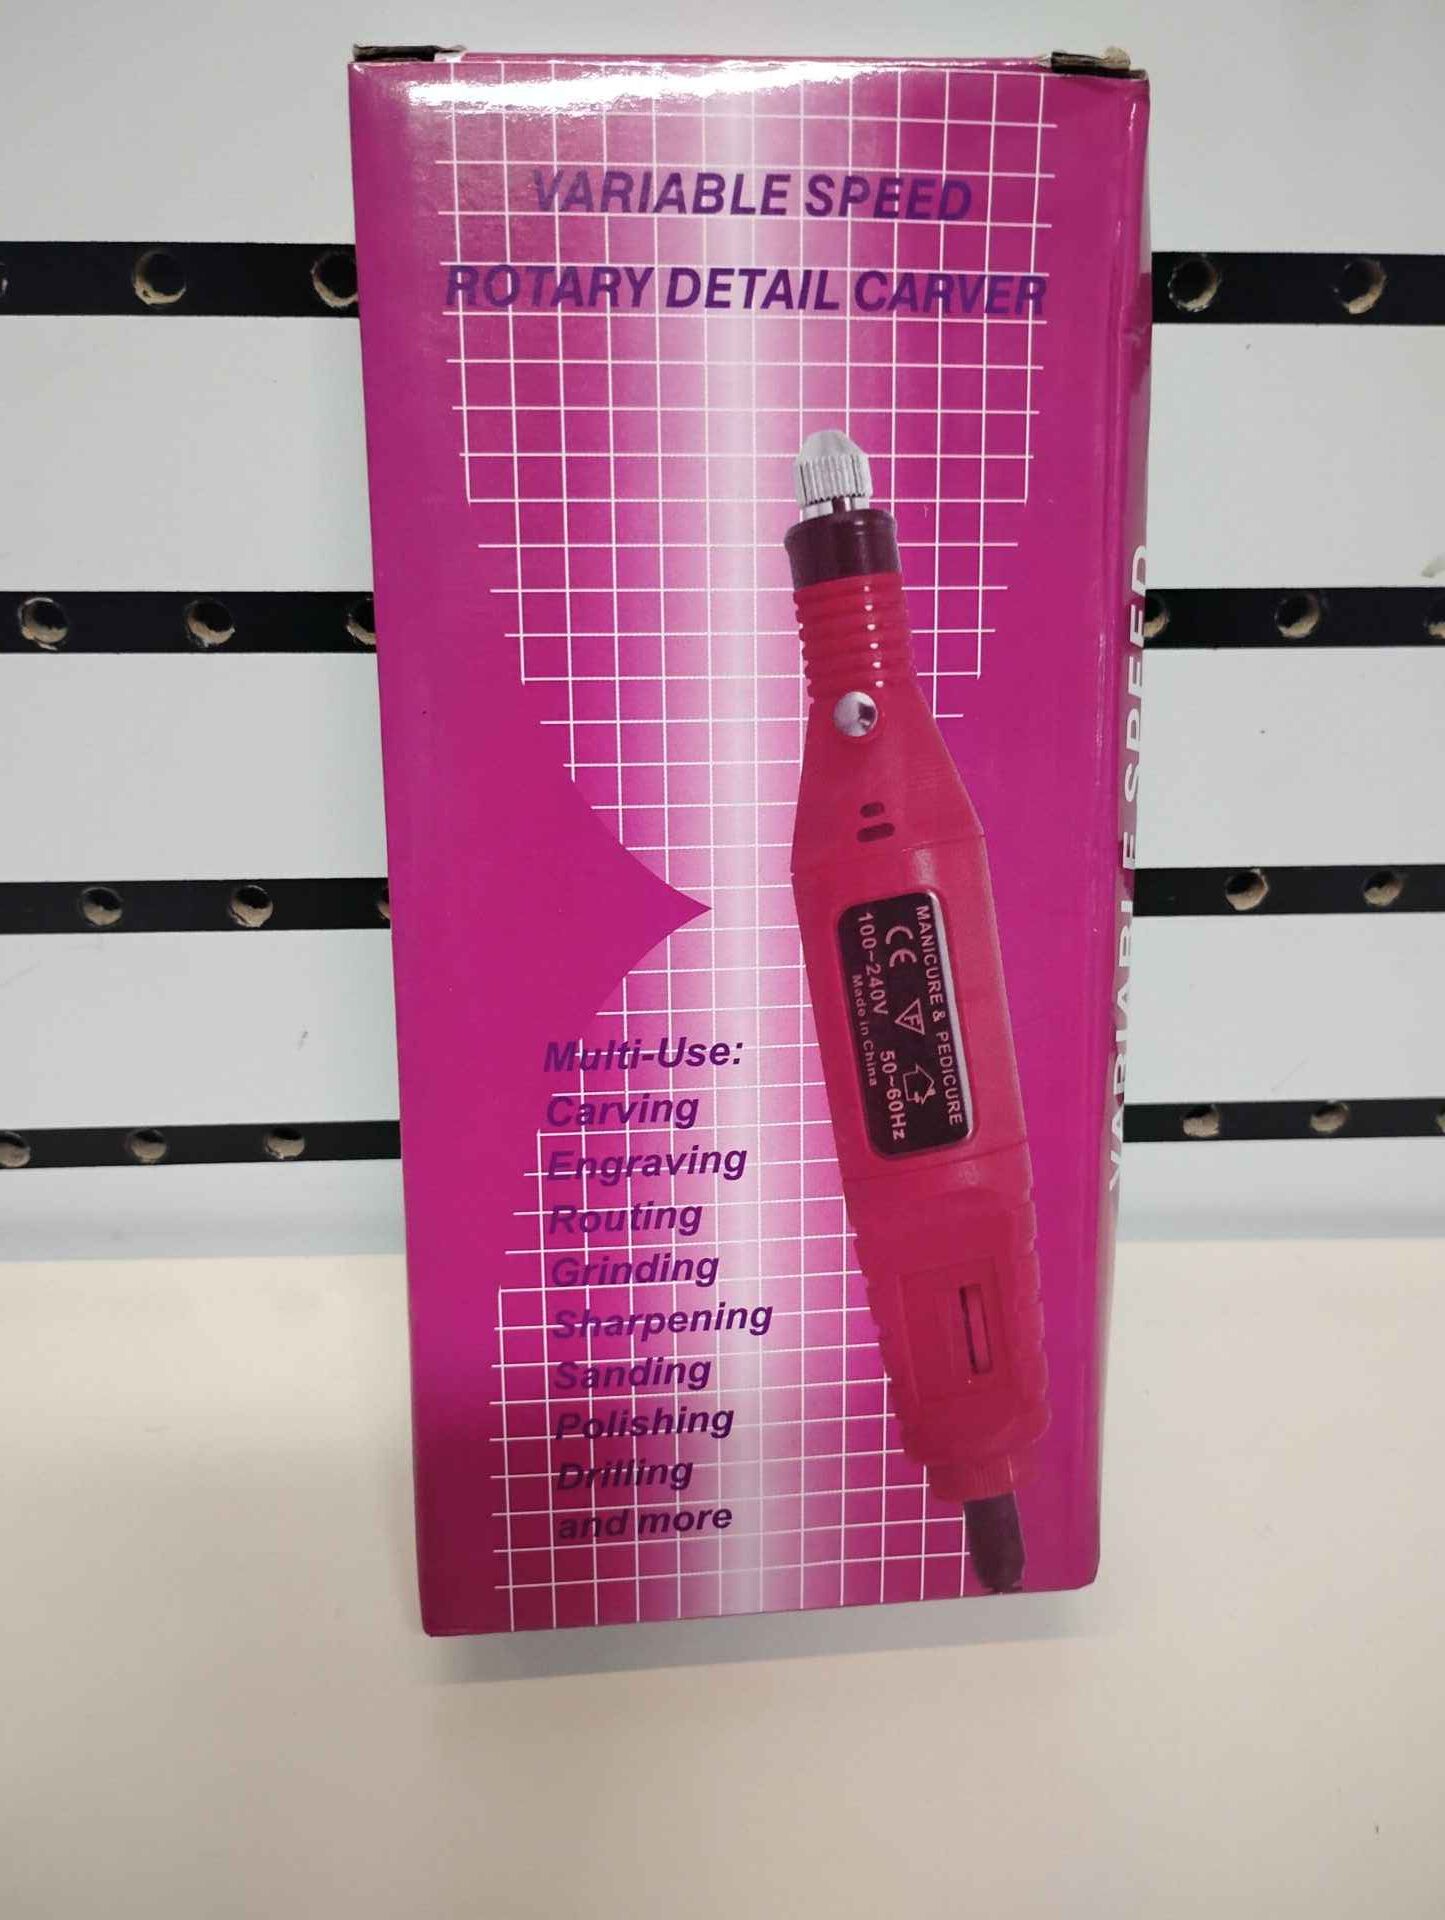 VARIABLE SPEED
ROTARY DETAIL CARVER
MANICURE & PEDICURE
CE F
100~240V 50~60Hz
Made in China
Multi-Use:
Carving
Engraving
Routing
Grinding
Sharpening
Sanding
Polishing
Drilling
and more
VARIABLE SPEED